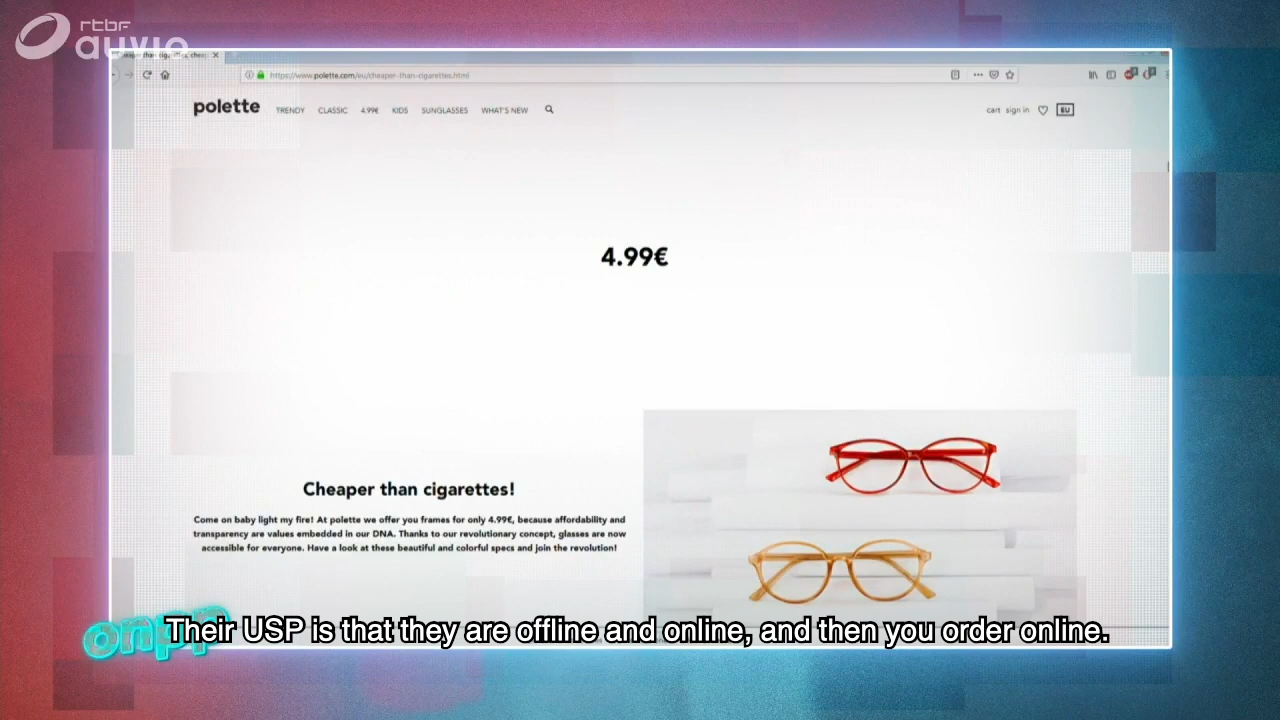 rtbf
auvio
https://www.polette.com/eu/cheaper-than-cigarettes.html
polette TRENDY CLASSIC 4.99€ KIDS SUNGLASSES WHAT'S NEW cart sign in EU
4.99€
Cheaper than cigarettes!
Come on baby light my fire! At polette we offer you frames for only 4.99€, because affordability and
transparency are values embedded in our DNA. Thanks to our revolutionary concept, glasses are now
accessible for everyone. Have a look at these beautiful and colorful specs and join the revolution!
onpp
Their USP is that they are offline and online, and then you order online.